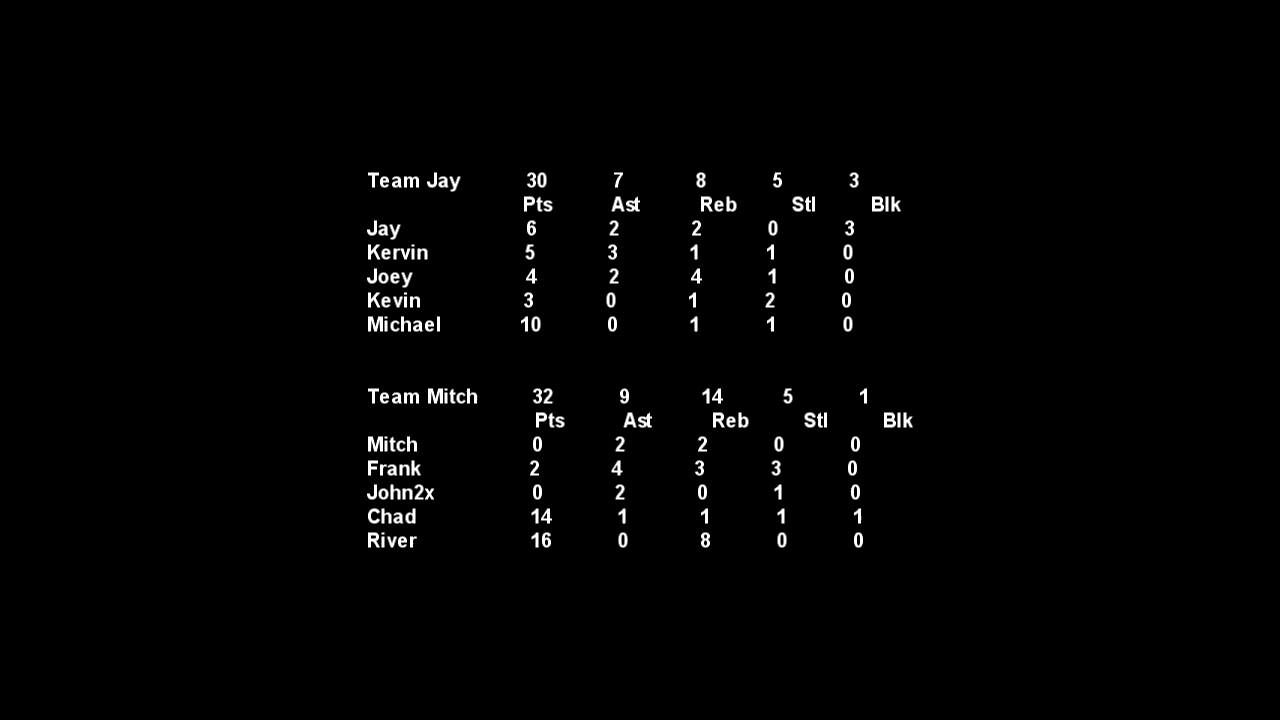 Team Jay 30 7 8 5 3
Pts Ast Reb Stl Blk
Jay 6 2 2 0 3
Kervin 5 3 1 1 0
Joey 4 2 4 1 0
Kevin 3 0 1 2 0
Michael 10 0 1 1 0
Team Mitch 32 9 14 5 1
Pts Ast Reb Stl Blk
Mitch 0 2 2 0 0
Frank 2 4 3 3 0
John2x 0 2 0 1 0
Chad 14 1 1 1 1
River 16 0 8 0 0